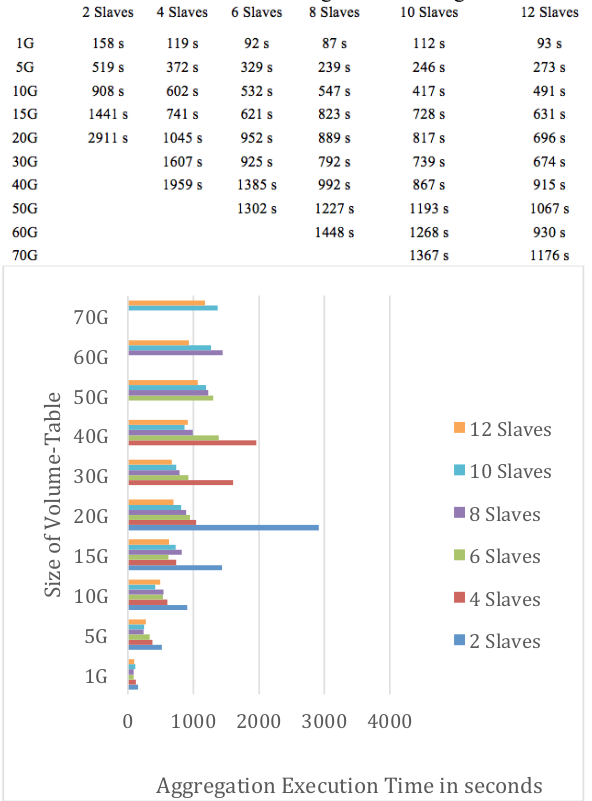 2 Slaves 4 Slaves 6 Slaves 8 Slaves 10 Slaves 12 Slaves
1G 158 s 119 s 92 s 87 s 112 s 93 s
5G 519 s 372 s 329 s 239 s 246 s 273 s
10G 908 s 602 s 532 s 547 s 417 s 491 s
15G 1441 s 741 s 621 s 823 s 728 s 631 s
20G 2911 s 1045 s 952 s 889 s 817 s 696 s
30G 1607 s 925 s 792 s 739 s 674 s
40G 1959 s 1385 s 992 s 867 s 915 s
50G 1302 s 1227 s 1193 s 1067 s
60G 1448 s 1268 s 930 s
70G 1367 s 1176 s
Size of Volume-Table
70G
60G
50G
40G
30G
20G
15G
10G
5G
1G
0 1000 2000 3000 4000
Aggregation Execution Time in seconds
12 Slaves
10 Slaves
8 Slaves
6 Slaves
4 Slaves
2 Slaves